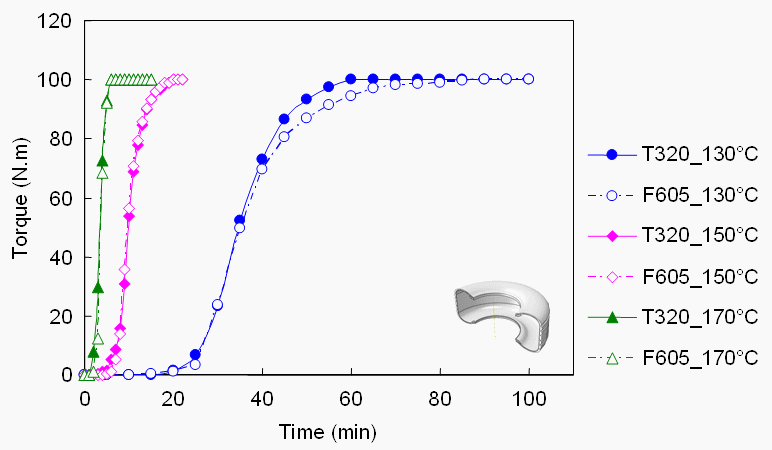 120
100
80
60
40
20
0
Torque (N.m)
0 20 40 60 80 100
Time (min)
T320_130°C
F605_130°C
T320_150°C
F605_150°C
T320_170°C
F605_170°C